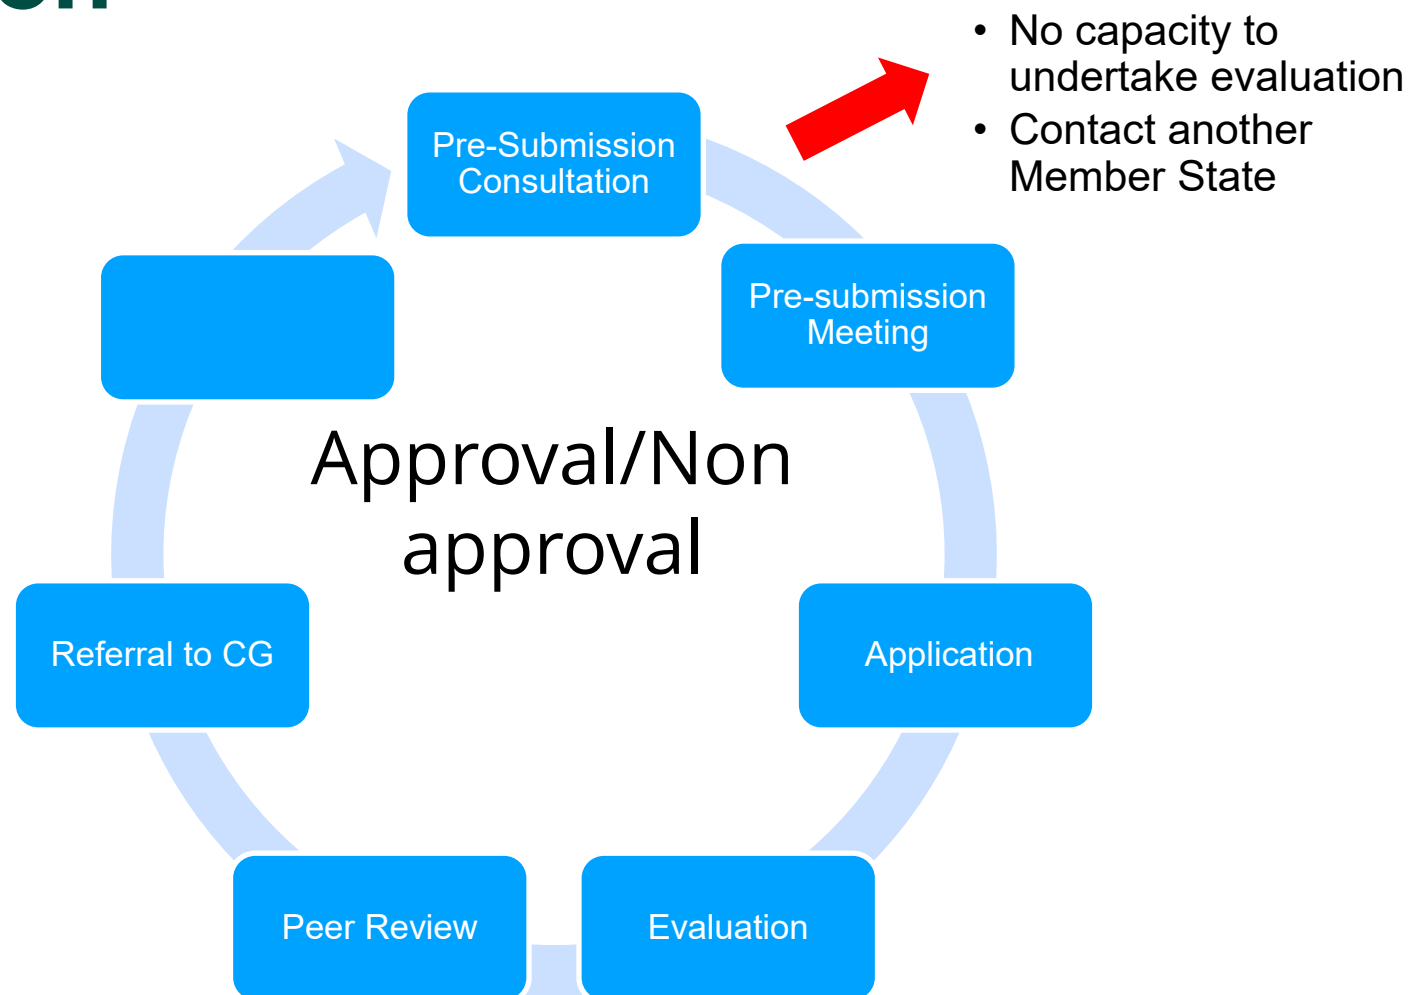 • No capacity to
undertake evaluation
• Contact another
Member State
Pre-Submission
Consultation
Pre-submission
Meeting
Approval/Non
approval
Referral to CG
Application
Peer Review
Evaluation